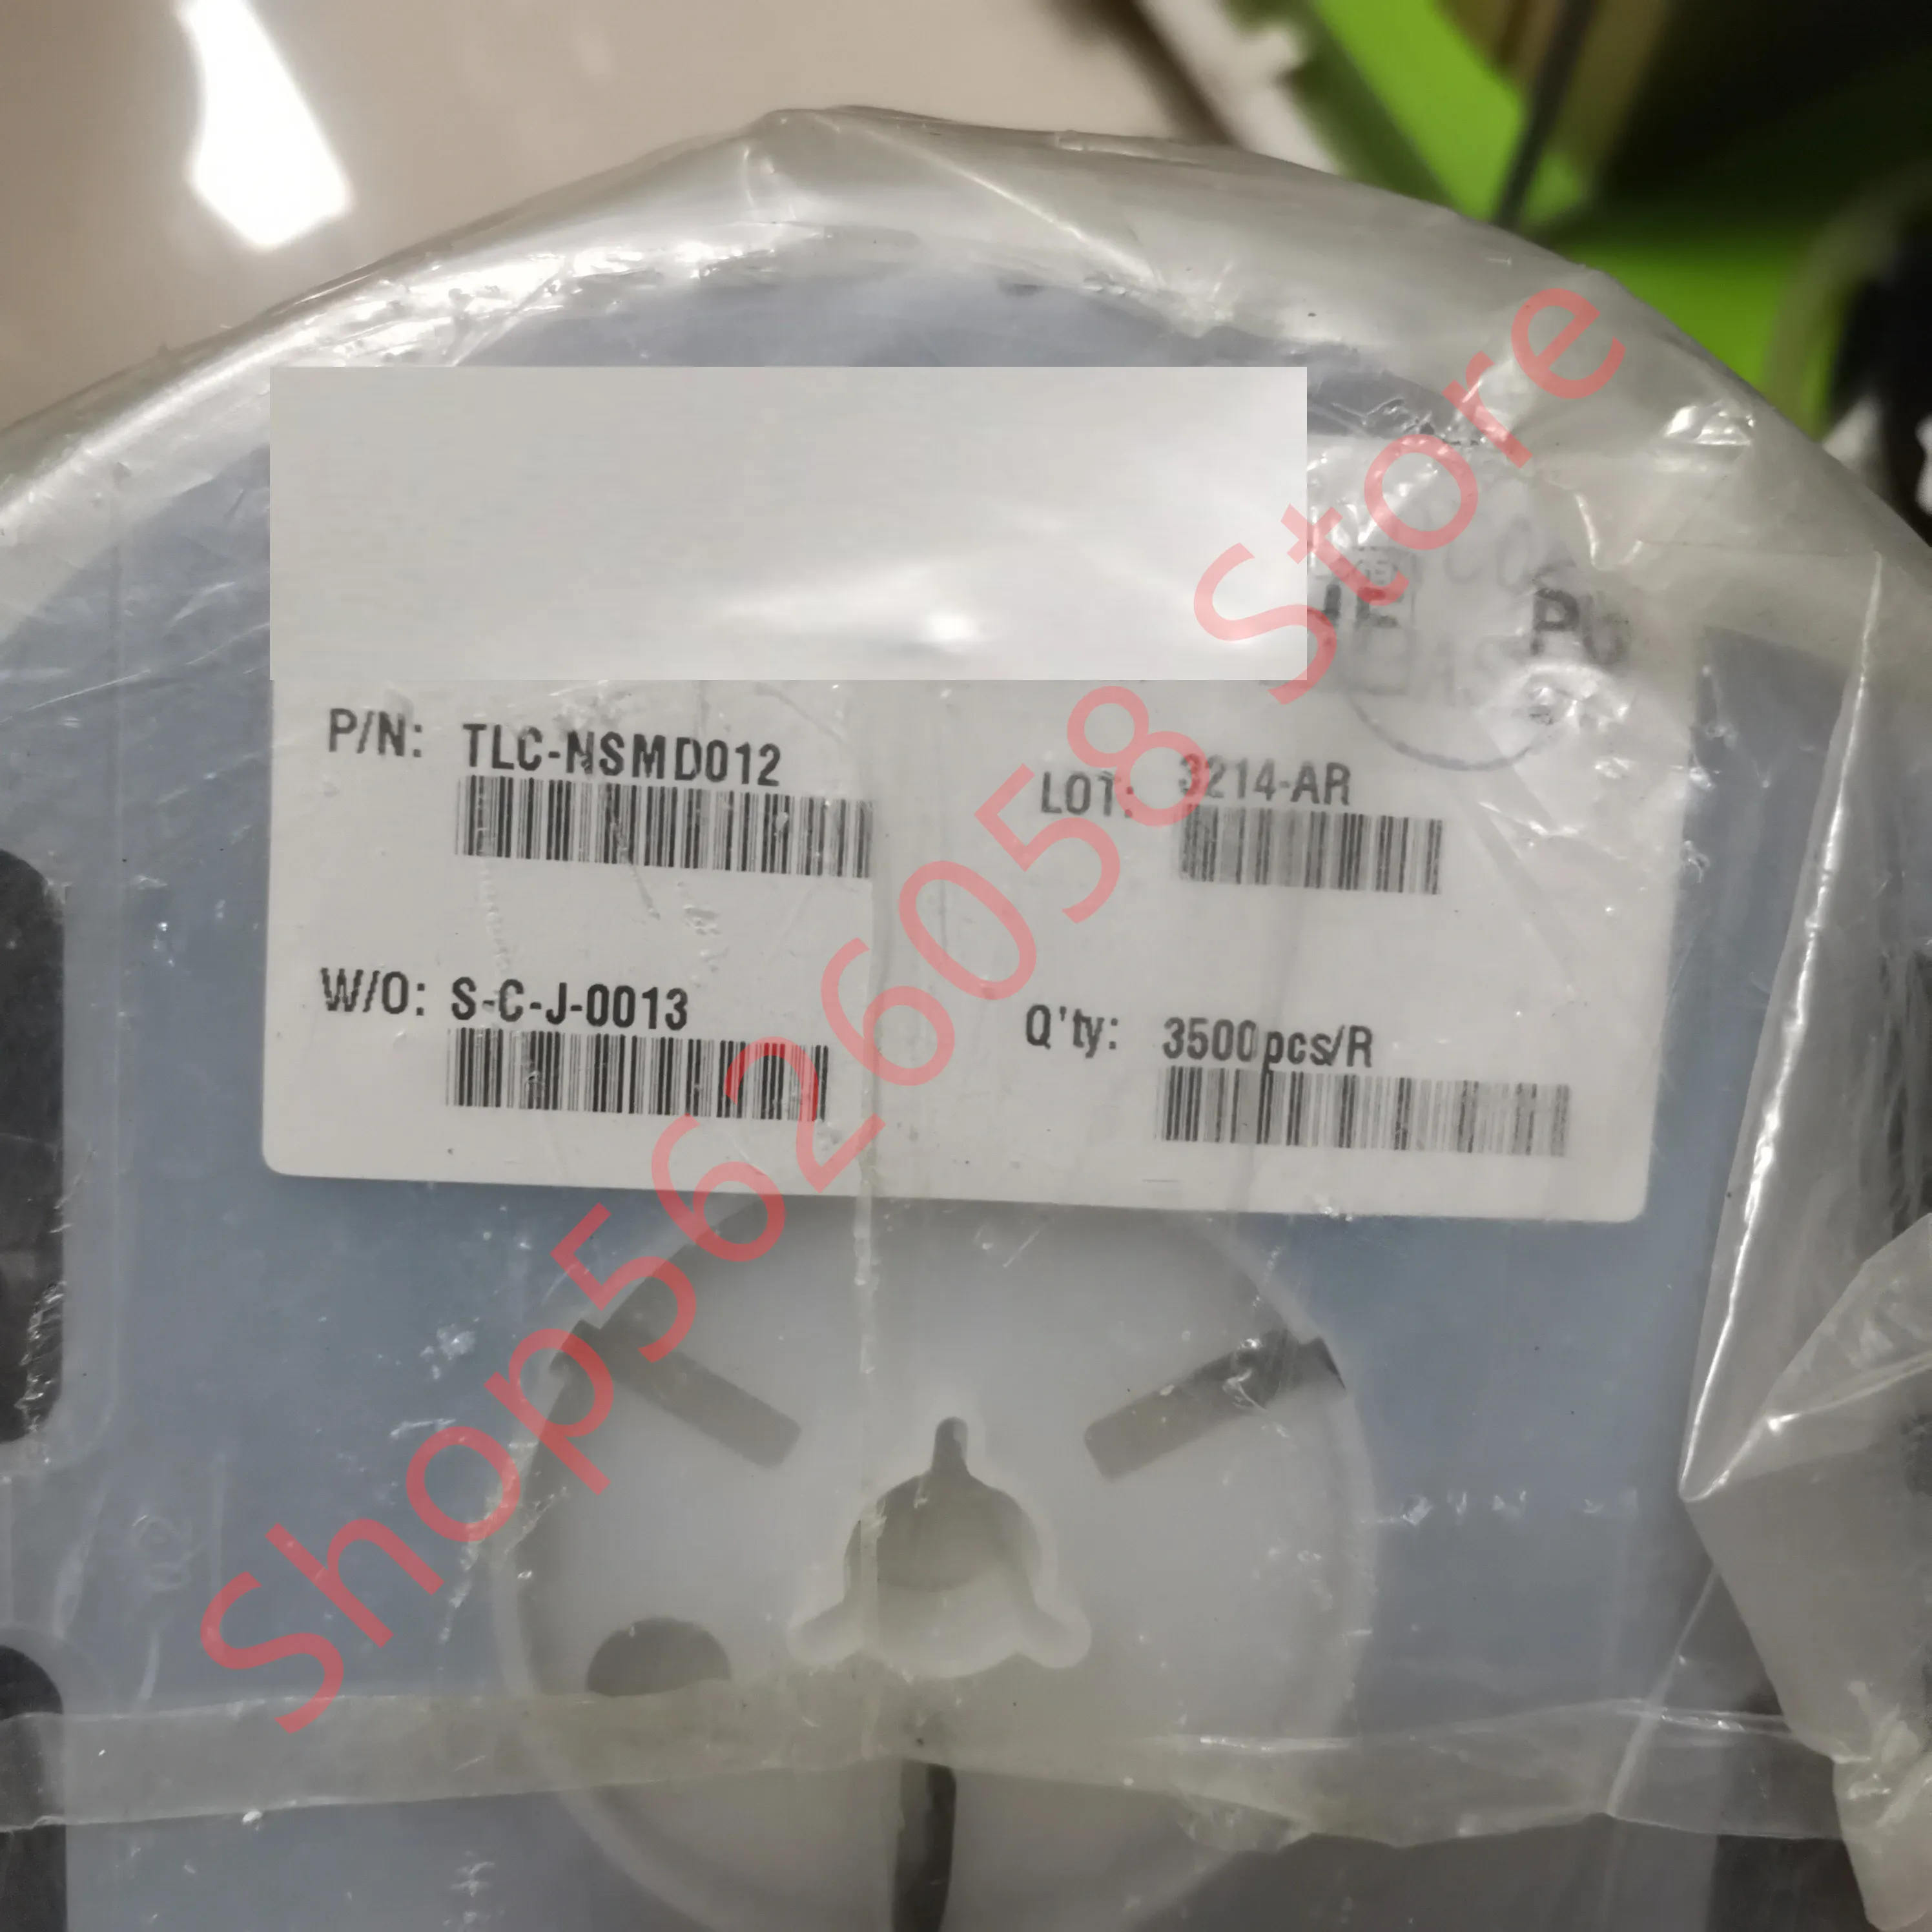 P/N: TLC-NSMD012
LOT: 3214-AR
W/O: S-C-J-0013
Q'ty: 3500pcs/R
Shop5626058 Store